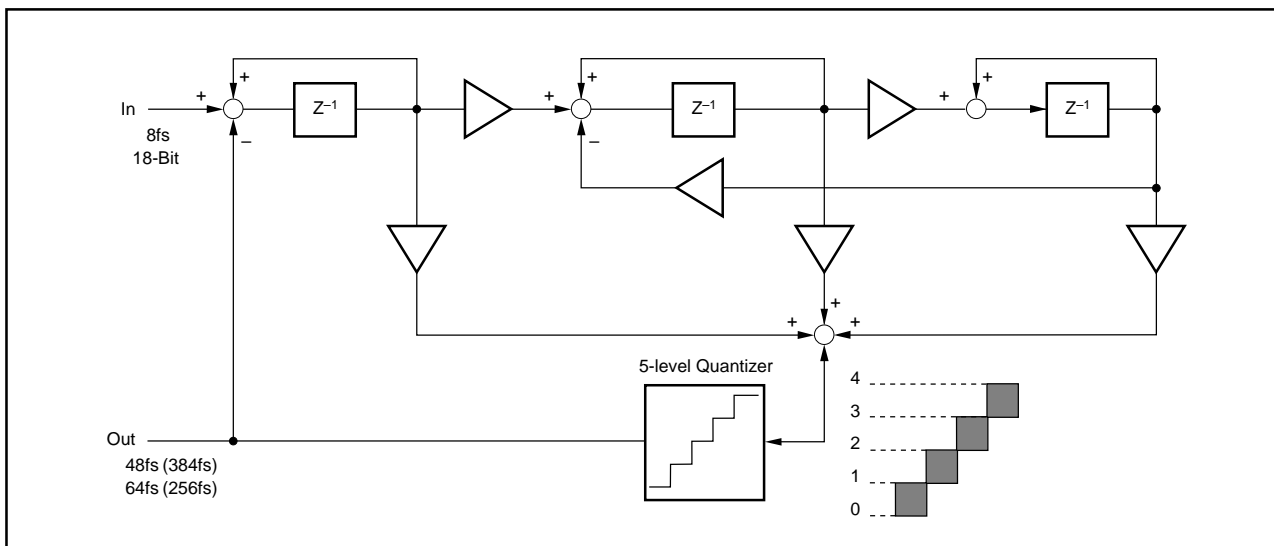 +
+
+
In
+
Z⁻¹
+
Z⁻¹
+
Z⁻¹
8fs
18-Bit
–
–
+
+
+
5-level Quantizer
4
3
2
1
0
Out
48fs (384fs)
64fs (256fs)